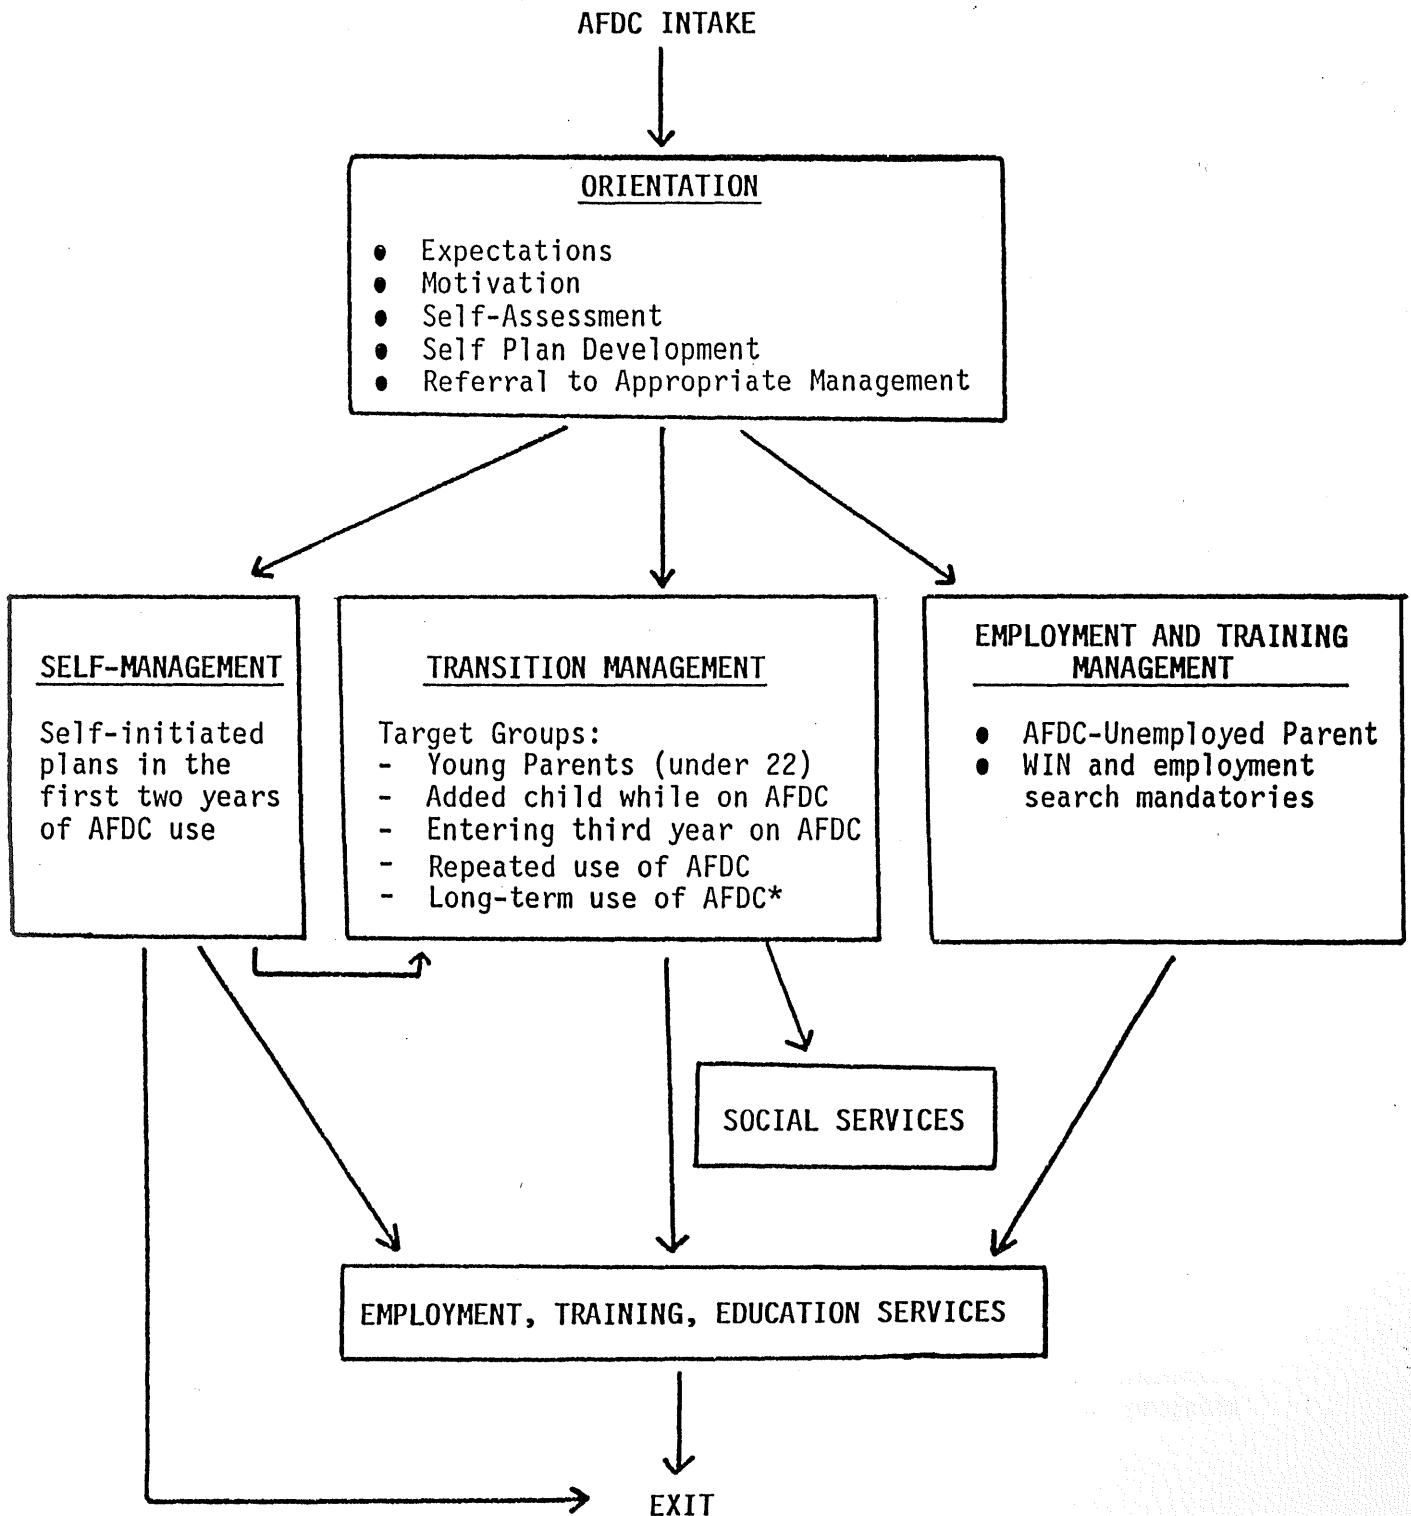 AFDC INTAKE
ORIENTATION
● Expectations
● Motivation
● Self-Assessment
● Self Plan Development
● Referral to Appropriate Management
SELF-MANAGEMENT
Self-initiated
plans in the
first two years
of AFDC use
TRANSITION MANAGEMENT
Target Groups:
- Young Parents (under 22)
- Added child while on AFDC
- Entering third year on AFDC
- Repeated use of AFDC
- Long-term use of AFDC*
EMPLOYMENT AND TRAINING
MANAGEMENT
● AFDC-Unemployed Parent
● WIN and employment
search mandatories
SOCIAL SERVICES
EMPLOYMENT, TRAINING, EDUCATION SERVICES
EXIT